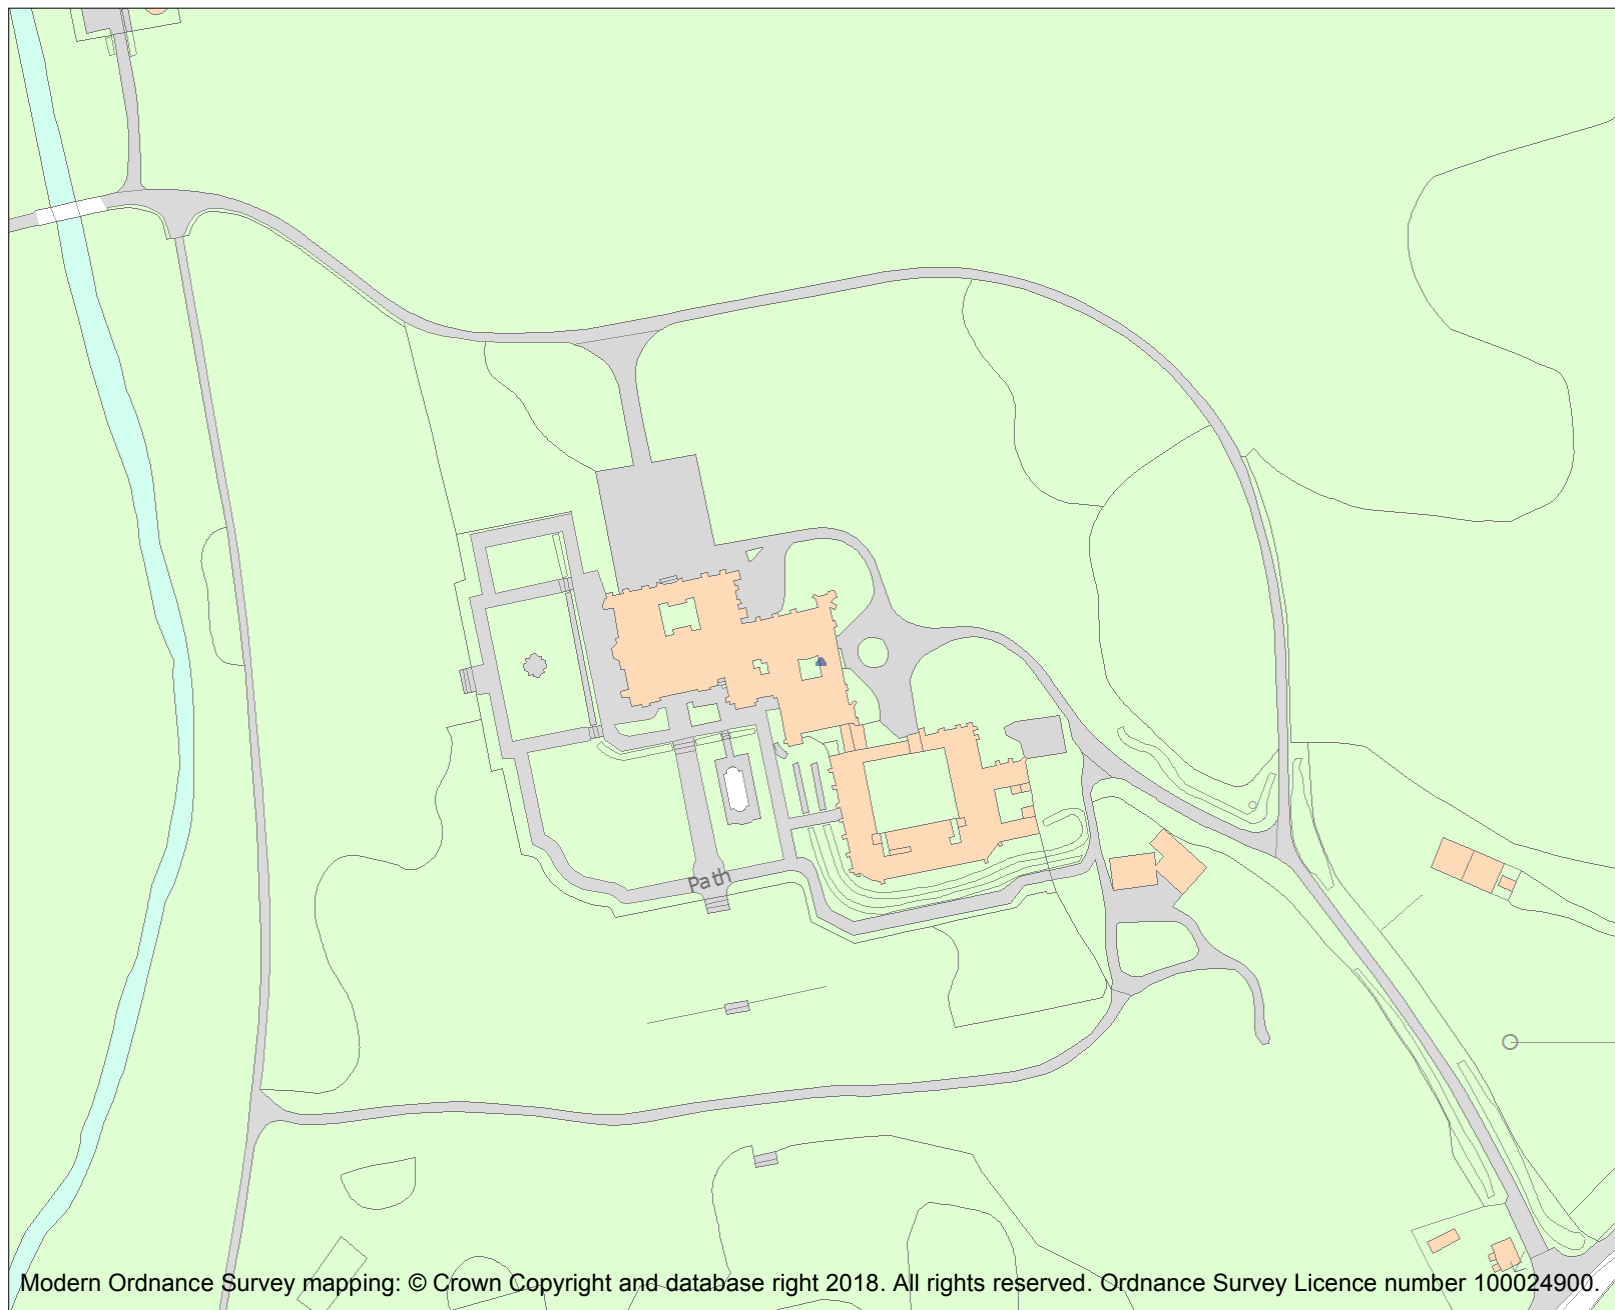 Path
Modern Ordnance Survey mapping: © Crown Copyright and database right 2018. All rights reserved. Ordnance Survey Licence number 100024900.